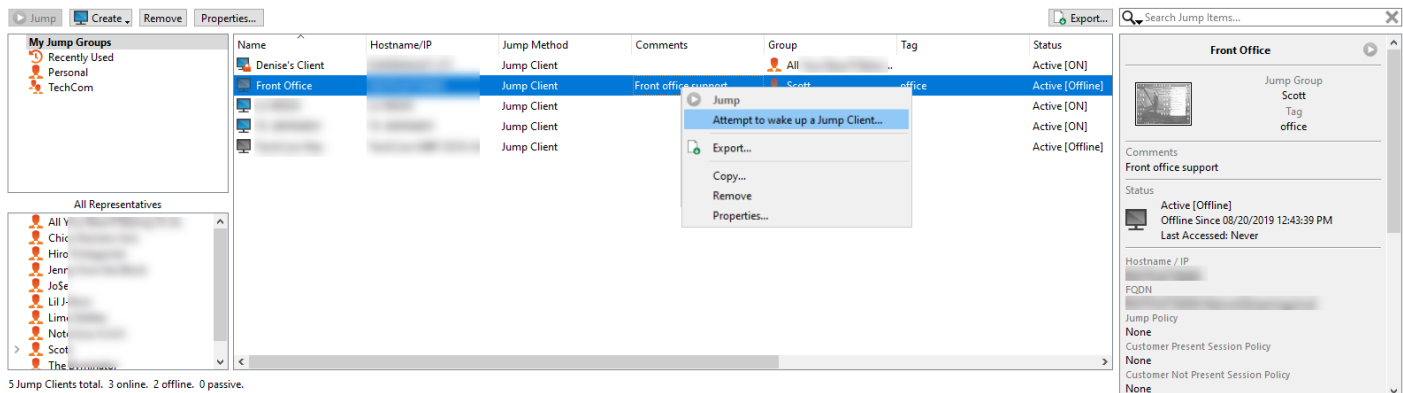 Jump Create Remove Properties... Export... Search Jump Items...
My Jump Groups
Recently Used
Personal
TechCom
All Representatives
All
Hiro
Scott
The
5 Jump Clients total. 3 online. 2 offline. 0 passive.
Name Hostname/IP Jump Method Comments Group Tag Status
Denise's Client Jump Client All .. Active [ON]
Front Office Jump Client Front office support Scott office Active [Offline]
Jump Client Active [ON]
Jump Client Active [ON]
Jump Client Active [Offline]
Jump
Attempt to wake up a Jump Client...
Export...
Copy...
Remove
Properties...
Front Office
Jump Group
Scott
Tag
office
Comments
Front office support
Status
Active [Offline]
Offline Since 08/20/2019 12:43:39 PM
Last Accessed: Never
Hostname / IP
FQDN
Jump Policy
None
Customer Present Session Policy
None
Customer Not Present Session Policy
None